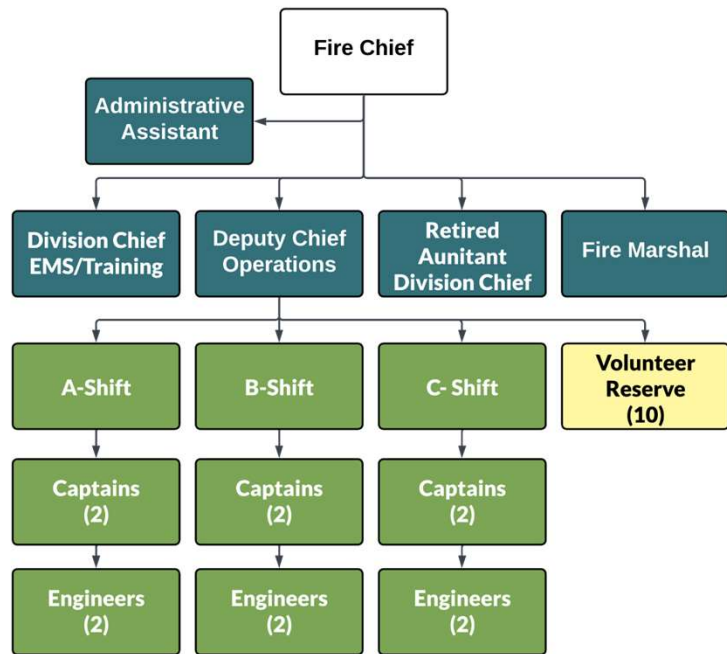 Fire Chief
Administrative
Assistant
Division Chief
EMS/Training
Deputy Chief
Operations
Retired
Aunitant
Division Chief
Fire Marshal
A-Shift
B-Shift
C- Shift
Volunteer
Reserve
(10)
Captains
(2)
Captains
(2)
Captains
(2)
Engineers
(2)
Engineers
(2)
Engineers
(2)